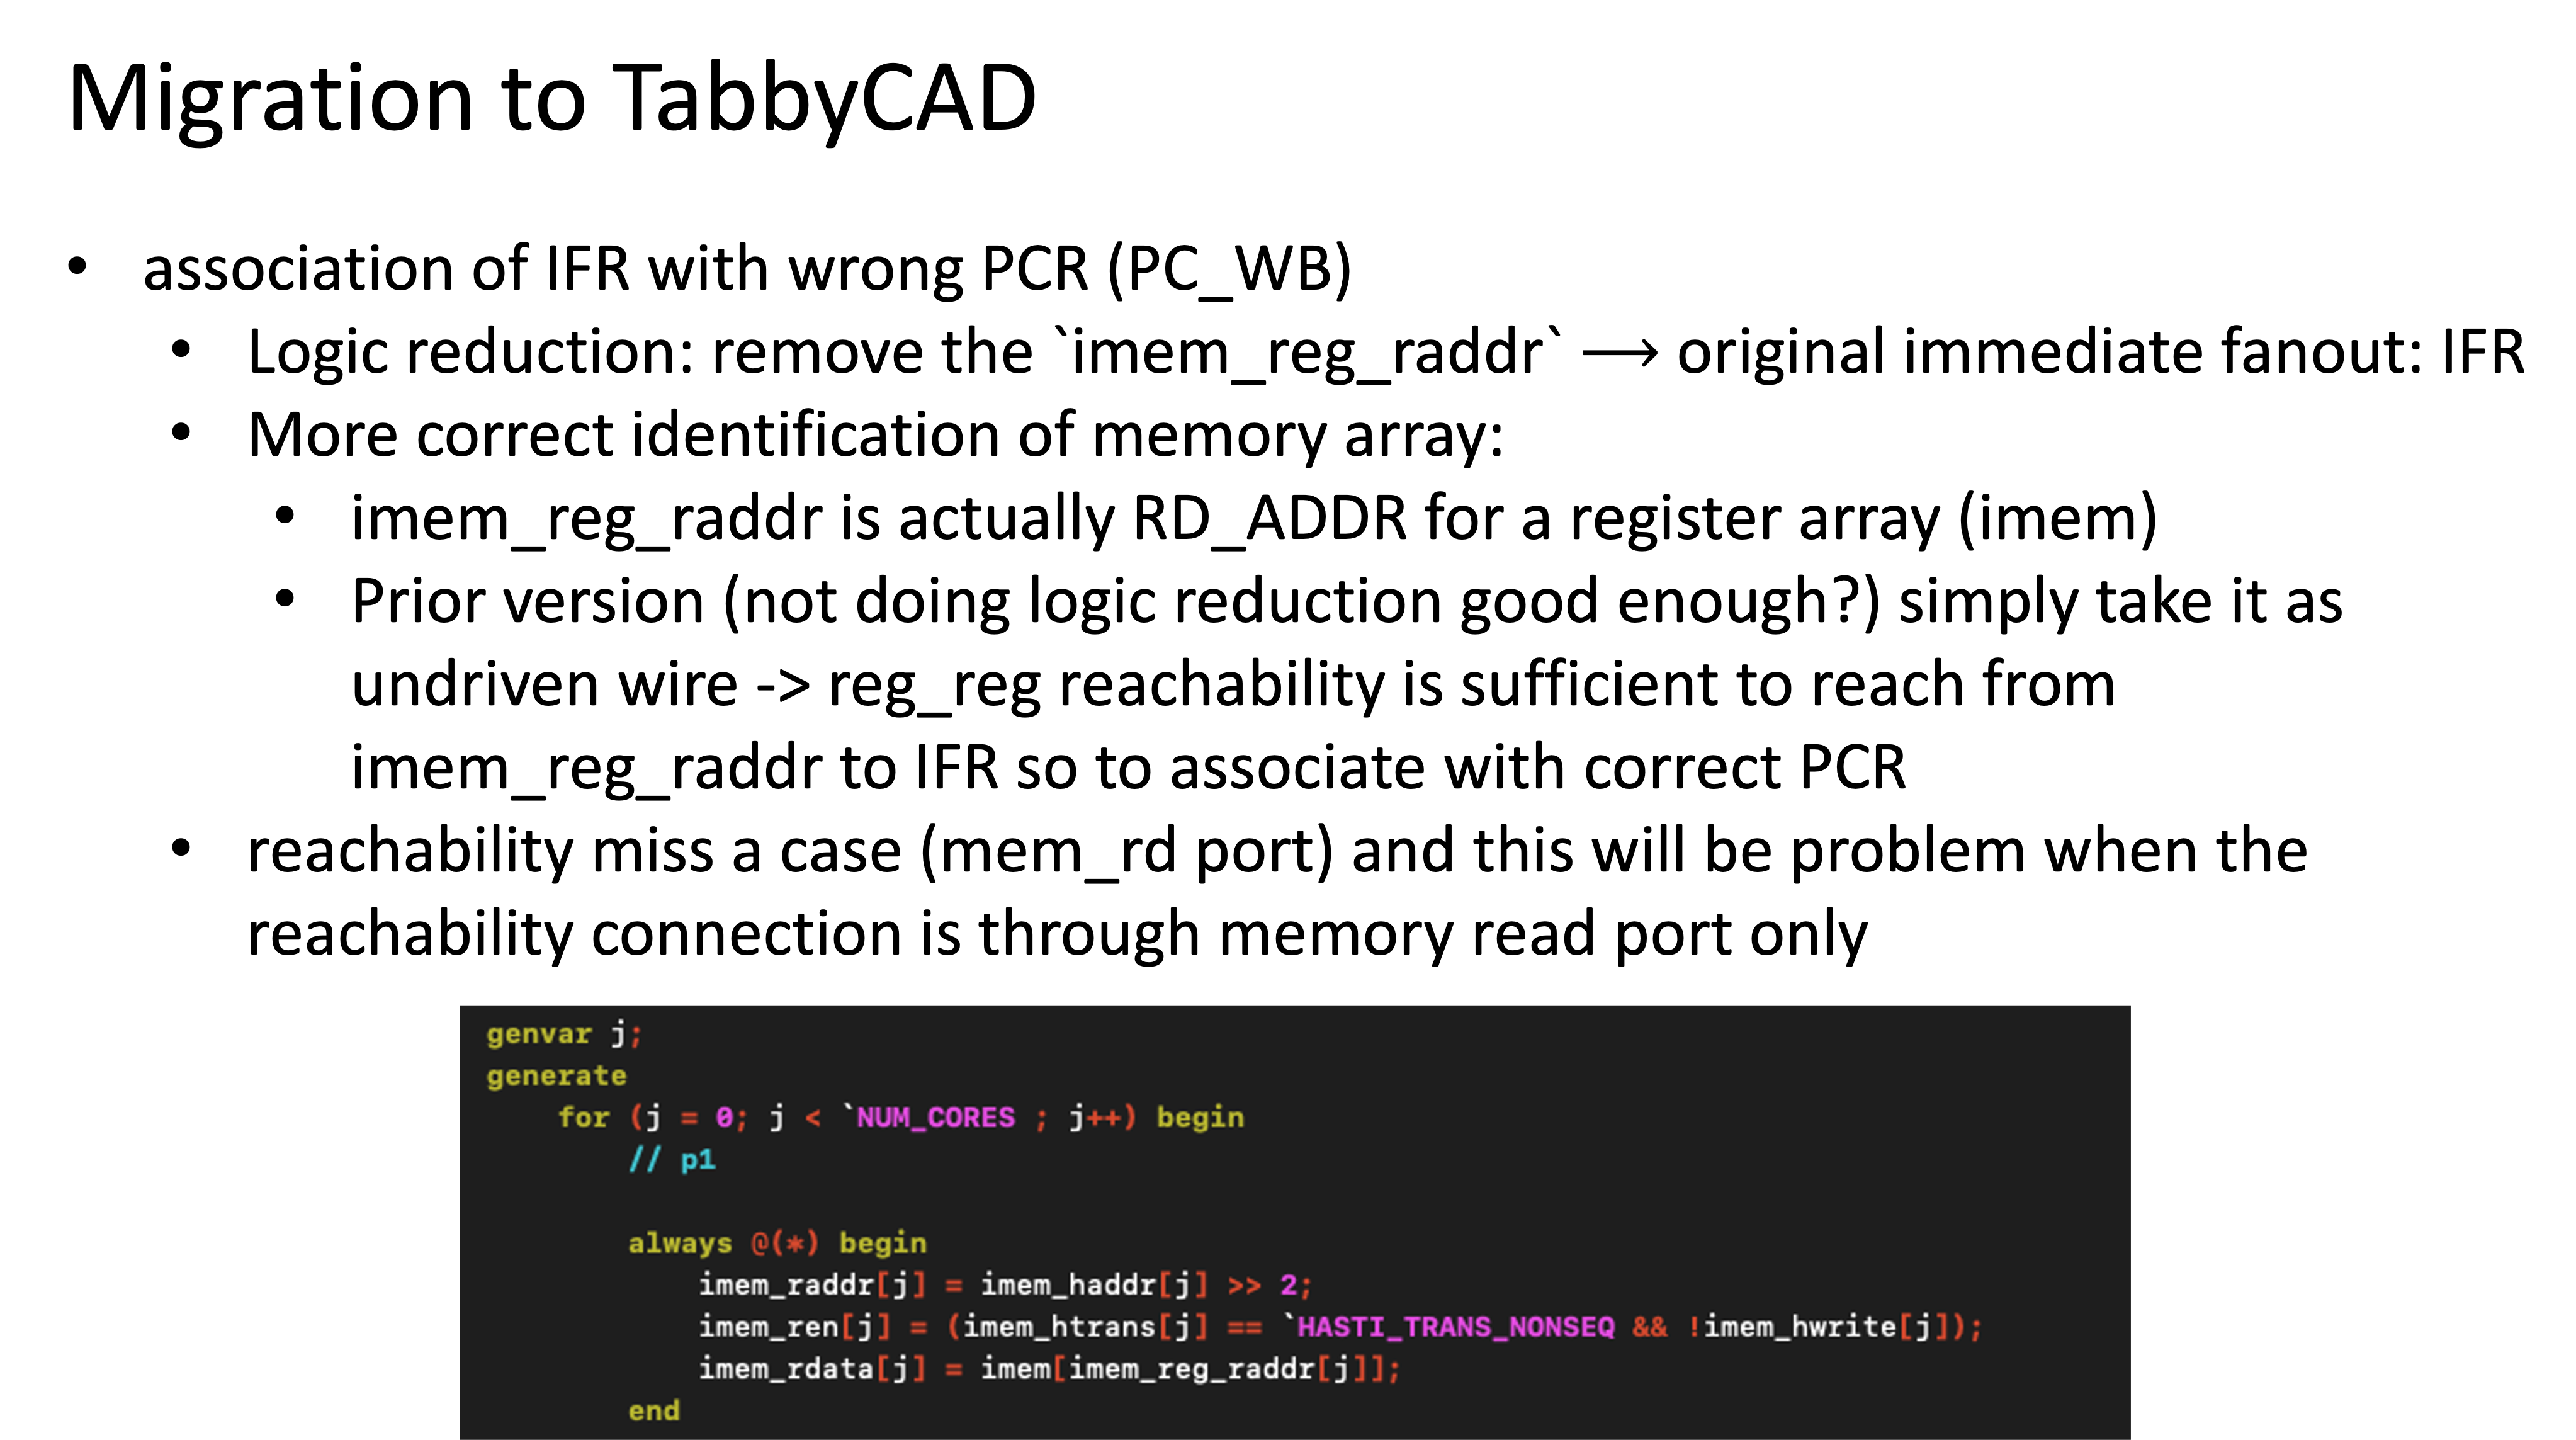 Migration to TabbyCAD
• association of IFR with wrong PCR (PC_WB)
• Logic reduction: remove the `imem_reg_raddr` ⟶ original immediate fanout: IFR
• More correct identification of memory array:
• imem_reg_raddr is actually RD_ADDR for a register array (imem)
• Prior version (not doing logic reduction good enough?) simply take it as
undriven wire -> reg_reg reachability is sufficient to reach from
imem_reg_raddr to IFR so to associate with correct PCR
• reachability miss a case (mem_rd port) and this will be problem when the
reachability connection is through memory read port only
genvar j;
generate
for (j = 0; j < `NUM_CORES ; j++) begin
// p1
always @(*) begin
imem_raddr[j] = imem_haddr[j] >> 2;
imem_ren[j] = (imem_htrans[j] == `HASTI_TRANS_NONSEQ && !imem_hwrite[j]);
imem_rdata[j] = imem[imem_reg_raddr[j]];
end